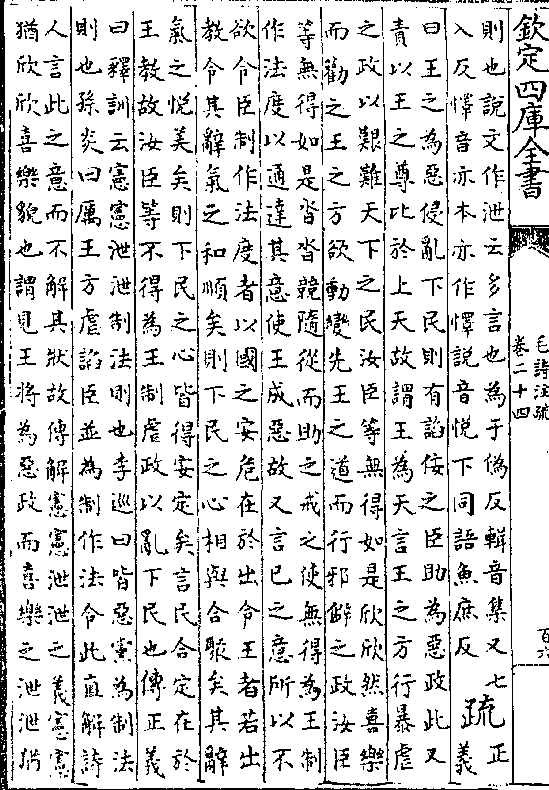 欽定四庫全書
毛詩注疏
卷二十四
則也說文作泄云多言也為于偽反輯音集又七
入反懌音亦本亦作懌說音悅下同語魚庶反
疏
正
義
曰王之為惡侵亂下民則有諂佞之臣助為惡政此又
責以王之尊比於上天故謂王為天言王之方行暴虐
之政以艱難天下之民汝臣等無得如是欣欣然喜樂
而勸之王之方欲動變先王之道而行邪僻之政汝臣
等無得如是沓沓競隨從而助之戒之使無得為王制
作法度以通達其意使王成惡故又言已之意所以不
欲令臣制作法度者以國之安危在於出令王者若出
教令其辭氣之和順矣則下民之心相與合聚矣其辭
氣之悅美矣則下民之心皆得安定矣言民合定在於
王教故汝臣等不得為王制虐政以亂下民也傳正義
曰釋訓云憲憲泄泄制法則也李巡曰皆惡憲為制法
則也孫炎曰厲王方虐諂臣並為制作法令此直解詩
人言此之意而不解其狀故傳解憲憲泄泄之義憲憲
猶欣欣喜樂貌也謂見王將為惡政而喜樂之泄泄猶